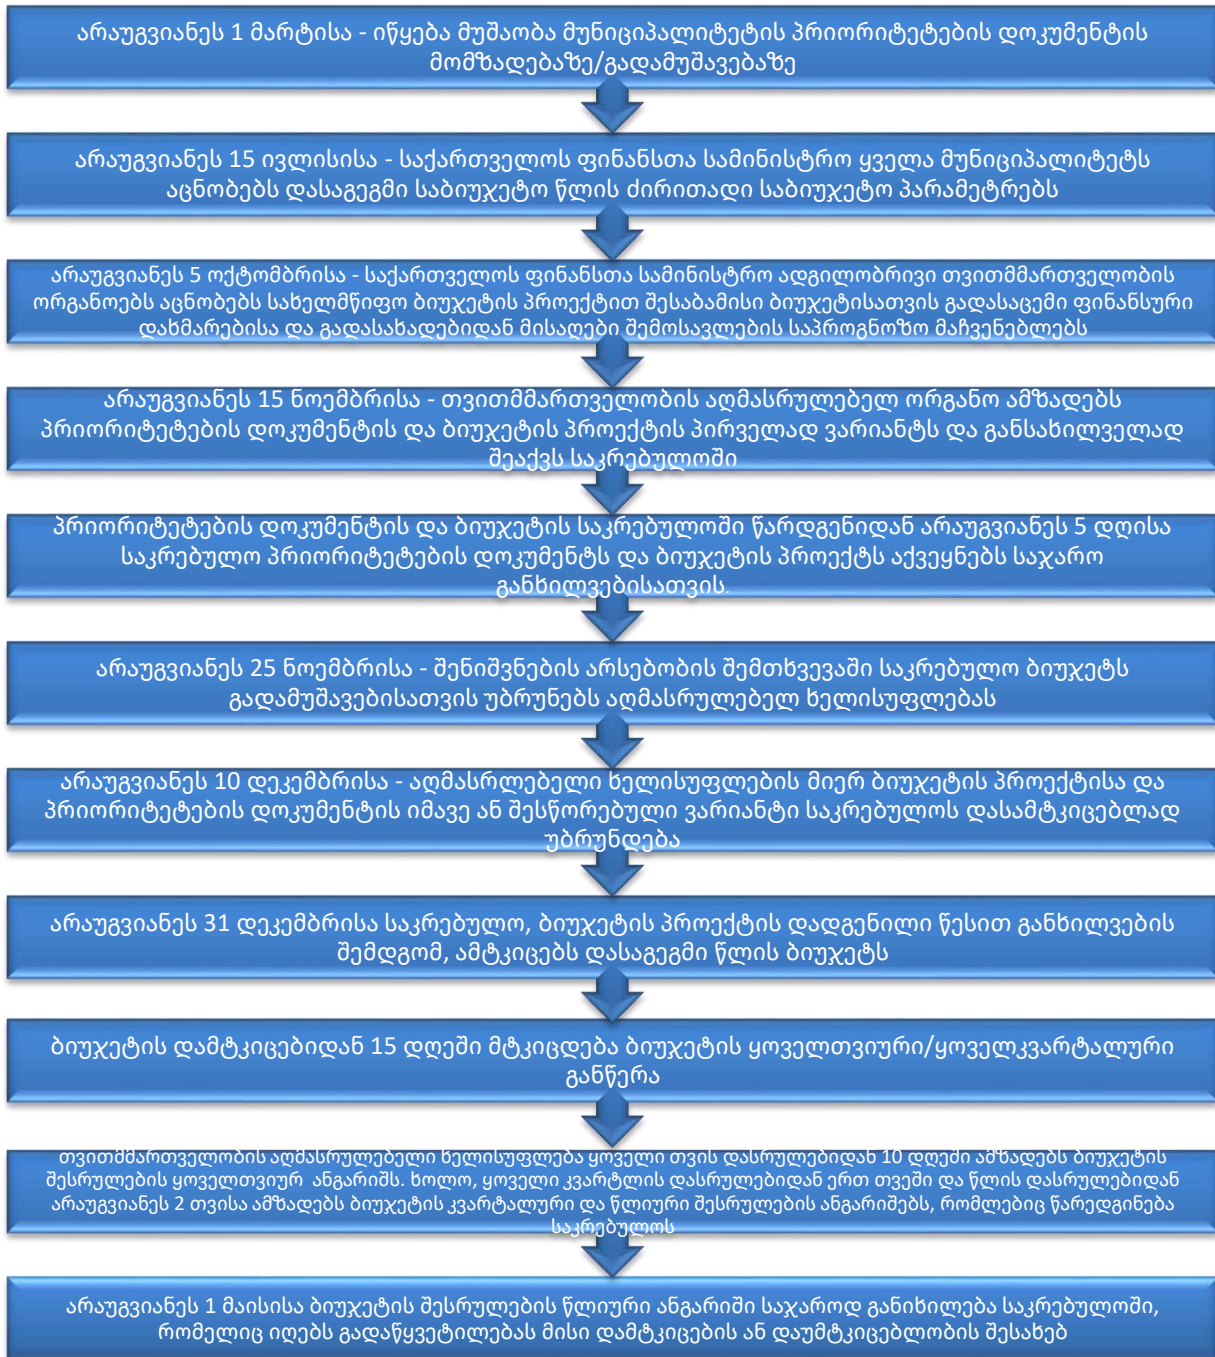 არაუგვიანეს 1 მარტისა - იწყება მუშაობა მუნიციპალიტეტის პრიორიტეტების დოკუმენტის
მომზადებაზე/გადამუშავებაზე
არაუგვიანეს 15 ივლისისა - საქართველოს ფინანსთა სამინისტრო ყველა მუნიციპალიტეტს
აცნობებს დასაგეგმი საბიუჯეტო წლის ძირითადი საბიუჯეტო პარამეტრებს
არაუგვიანეს 5 ოქტომბრისა - საქართველოს ფინანსთა სამინისტრო ადგილობრივი თვითმმართველობის
ორგანოებს აცნობებს სახელმწიფო ბიუჯეტის პროექტით შესაბამისი ბიუჯეტისათვის გადასაცემი ფინანსური
დახმარებისა და გადასახადებიდან მისაღები შემოსავლების საპროგნოზო მაჩვენებლებს
არაუგვიანეს 15 ნოემბრისა - თვითმმართველობის აღმასრულებელ ორგანო ამზადებს
პრიორიტეტების დოკუმენტის და ბიუჯეტის პროექტის პირველად ვარიანტს და განსახილველად
შეაქვს საკრებულოში
პრიორიტეტების დოკუმენტის და ბიუჯეტის საკრებულოში წარდგენიდან არაუგვიანეს 5 დღისა
საკრებულო პრიორიტეტების დოკუმენტს და ბიუჯეტის პროექტს აქვეყნებს საჯარო
განხილვებისათვის.
არაუგვიანეს 25 ნოემბრისა - შენიშვნების არსებობის შემთხვევაში საკრებულო ბიუჯეტს
გადამუშავებისათვის უბრუნებს აღმასრულებელ ხელისუფლებას
არაუგვიანეს 10 დეკემბრისა - აღმასრლებელი ხელისუფლების მიერ ბიუჯეტის პროექტისა და
პრიორიტეტების დოკუმენტის იმავე ან შესწორებული ვარიანტი საკრებულოს დასამტკიცებლად
უბრუნდება
არაუგვიანეს 31 დეკემბრისა საკრებულო, ბიუჯეტის პროექტის დადგენილი წესით განხილვების
შემდგომ, ამტკიცებს დასაგეგმი წლის ბიუჯეტს
ბიუჯეტის დამტკიცებიდან 15 დღეში მტკიცდება ბიუჯეტის ყოველთვიური/ყოველკვარტალური
განწერა
თვითმმართველობის აღმასრულებელი ხელისუფლება ყოველი თვის დასრულებიდან 10 დღეში ამზადებს ბიუჯეტის
შესრულების ყოველთვიურ ანგარიშს. ხოლო, ყოველი კვარტლის დასრულებიდან ერთ თვეში და წლის დასრულებიდან
არაუგვიანეს 2 თვისა ამზადებს ბიუჯეტის კვარტალური და წლიური შესრულების ანგარიშებს, რომლებიც წარედგინება
საკრებულოს
არაუგვიანეს 1 მაისისა ბიუჯეტის შესრულების წლიური ანგარიში საჯაროდ განიხილება საკრებულოში,
რომელიც იღებს გადაწყვეტილებას მისი დამტკიცების ან დაუმტკიცებლობის შესახებ